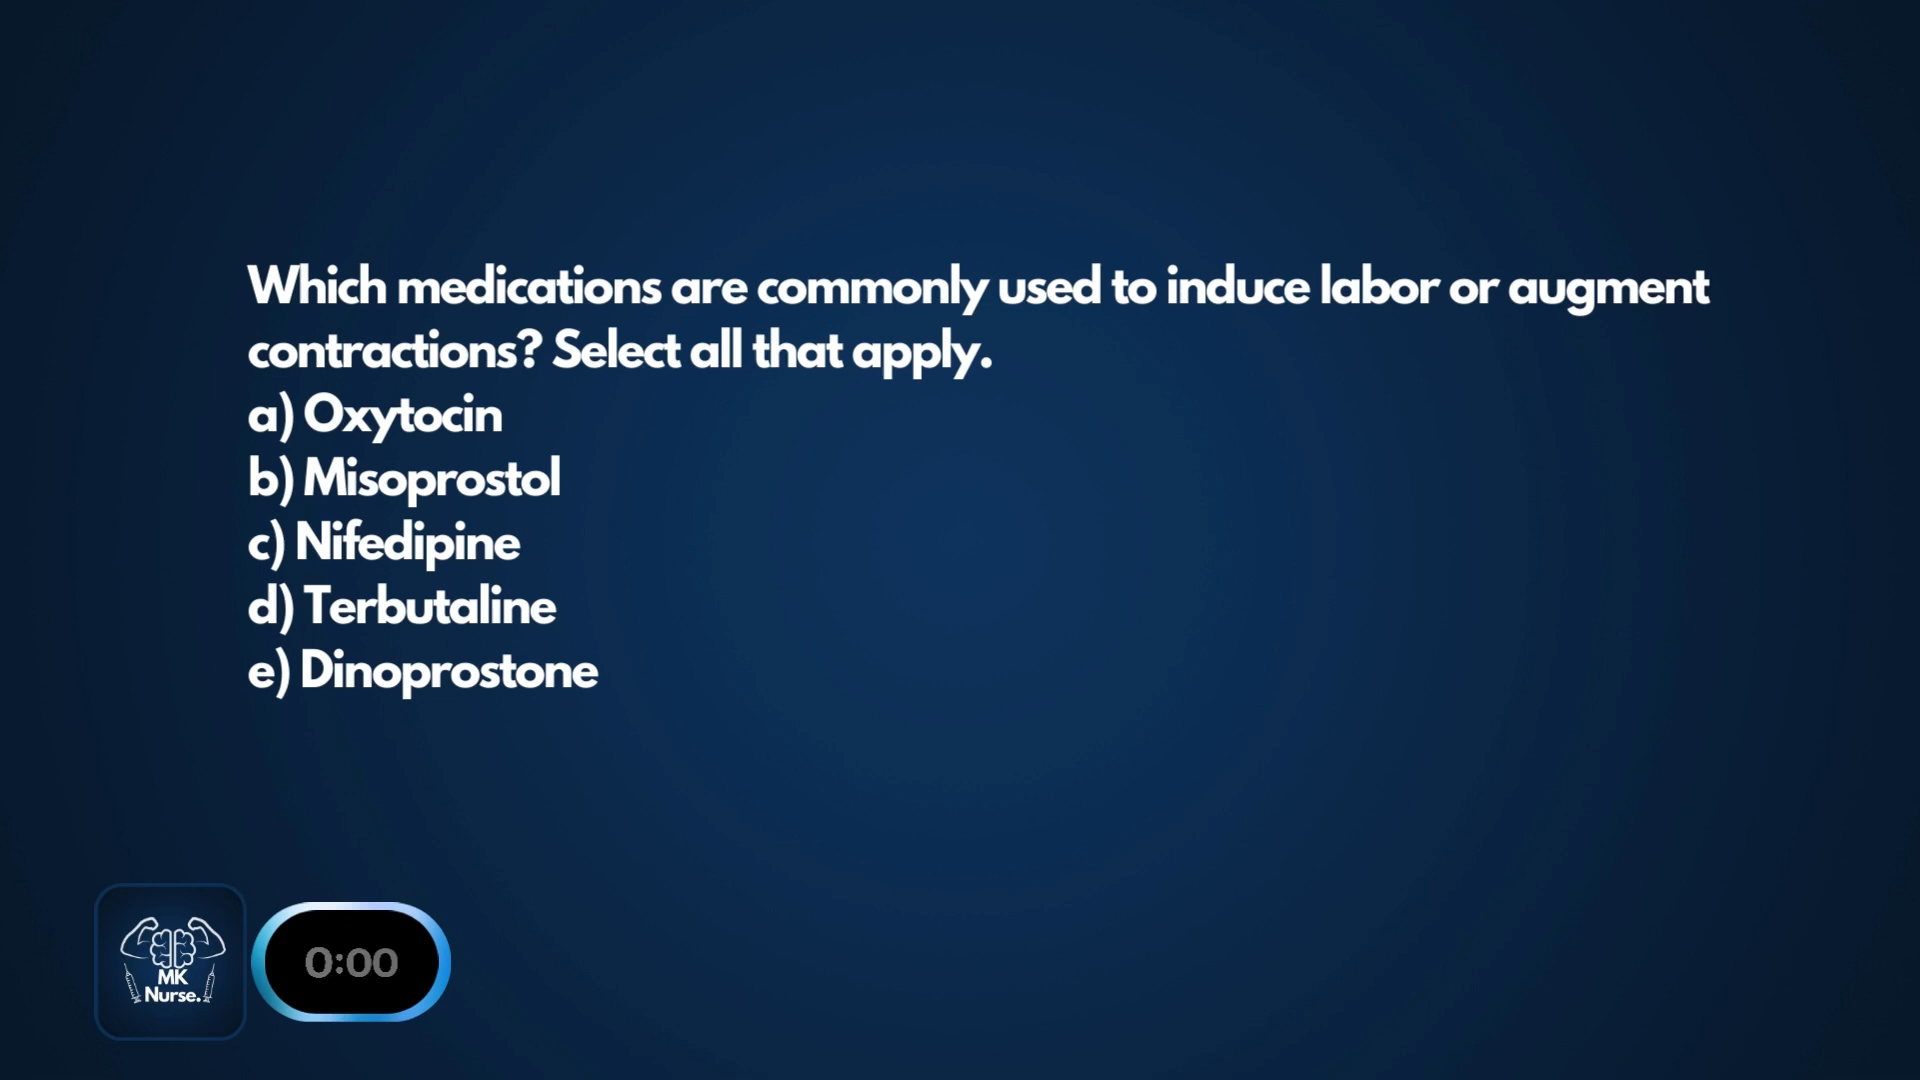 Which medications are commonly used to induce labor or augment
contractions? Select all that apply.
a) Oxytocin
b) Misoprostol
c) Nifedipine
d) Terbutaline
e) Dinoprostone
MK
Nurse.
0:00